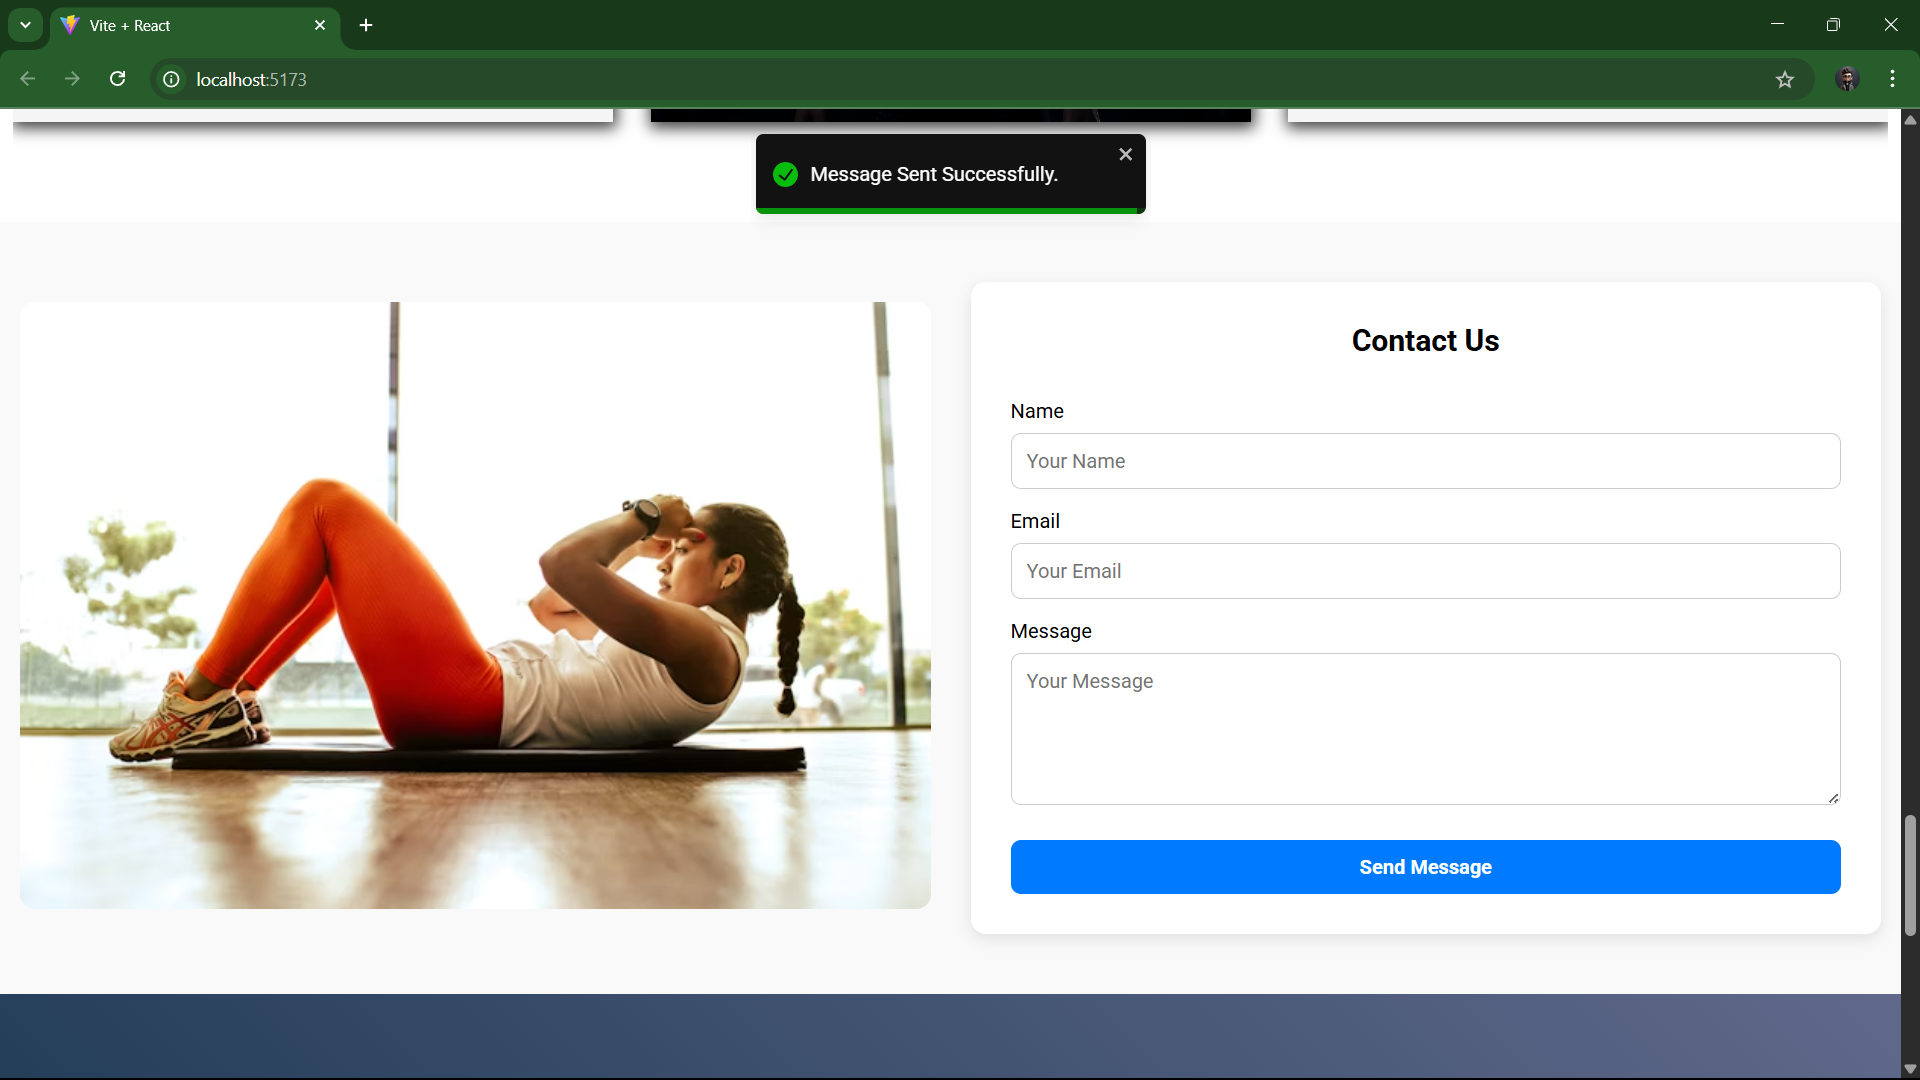 Vite + React
localhost:5173
Message Sent Successfully.
Contact Us
Name
Your Name
Email
Your Email
Message
Your Message
Send Message